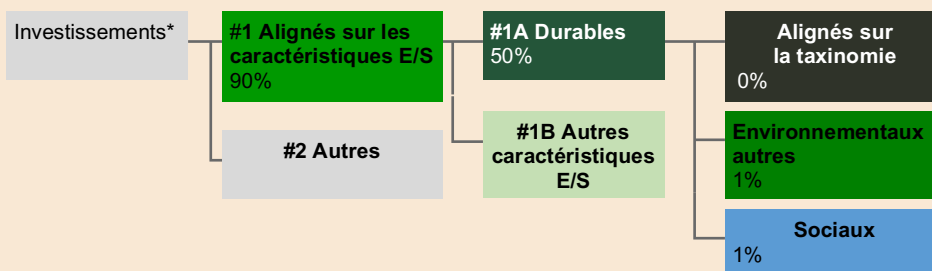 Investissements*
#1 Alignés sur les
caractéristiques E/S
90%
#2 Autres
#1A Durables
50%
#1B Autres
caractéristiques
E/S
Alignés sur
la taxinomie
0%
Environnementaux
autres
1%
Sociaux
1%